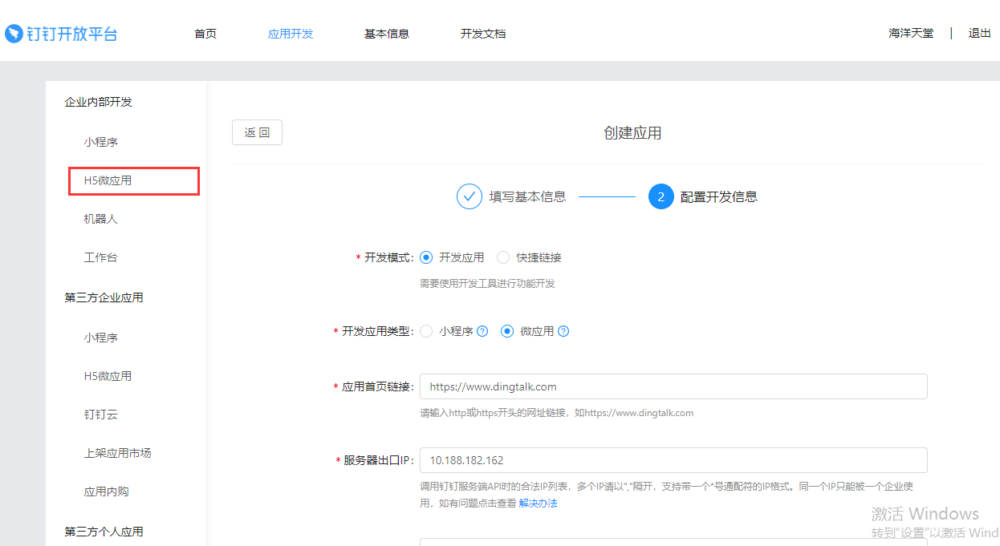 钉钉开放平台 首页 应用开发 基本信息 开发文档 海洋天堂 | 退出
企业内部开发
小程序
H5微应用
机器人
工作台
第三方企业应用
小程序
H5微应用
钉钉云
上架应用市场
应用内购
第三方个人应用
返 回
创建应用
填写基本信息 2 配置开发信息
* 开发模式: 开发应用 快捷链接
需要使用开发工具进行功能开发
* 开发应用类型: 小程序 ? 微应用 ?
* 应用首页链接: https://www.dingtalk.com
请输入http或https开头的网址链接，如https://www.dingtalk.com
* 服务器出口IP: 10.188.182.162
调用钉钉服务端API时的合法IP列表，多个IP请以","隔开，支持带一个*号通配符的IP格式。同一个IP只能被一个企业使
用，如有问题点击查看 解决办法
激活 Windows
转到"设置"以激活 Wind